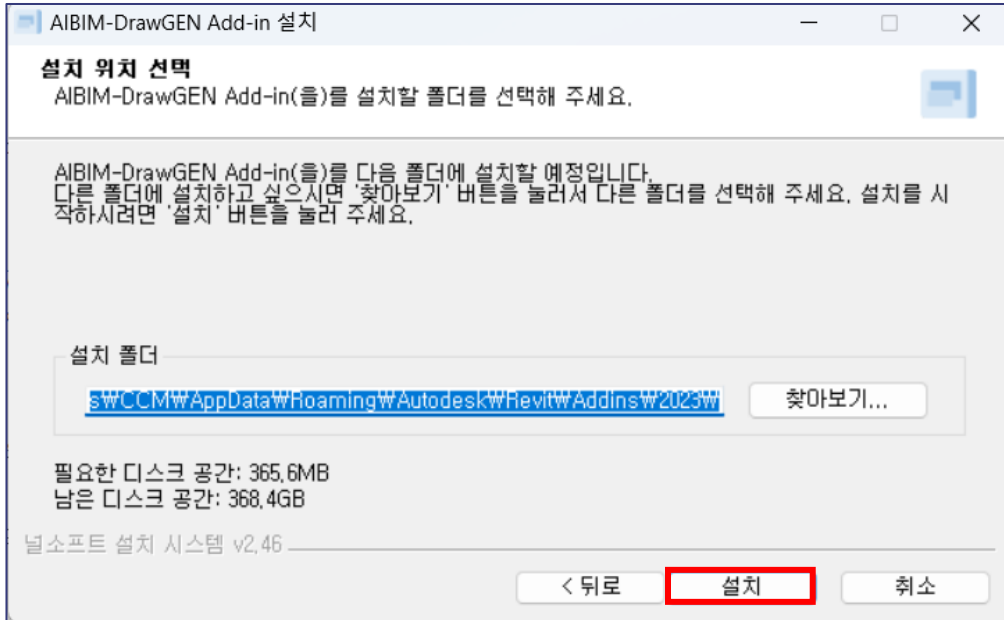 AIBIM-DrawGEN Add-in 설치
설치 위치 선택
AIBIM-DrawGEN Add-in(을)를 설치할 폴더를 선택해 주세요.
AIBIM-DrawGEN Add-in(을)를 다음 폴더에 설치할 예정입니다.
다른 폴더에 설치하고 싶으시면 '찾아보기' 버튼을 눌러서 다른 폴더를 선택해 주세요. 설치를 시
작하시려면 '설치' 버튼을 눌러 주세요.
설치 폴더
s₩CCM₩AppData₩Roaming₩Autodesk₩Revit₩Addins₩2023₩
찾아보기...
필요한 디스크 공간: 365.6MB
남은 디스크 공간: 368.4GB
널소프트 설치 시스템 v2.46
< 뒤로
설치
취소